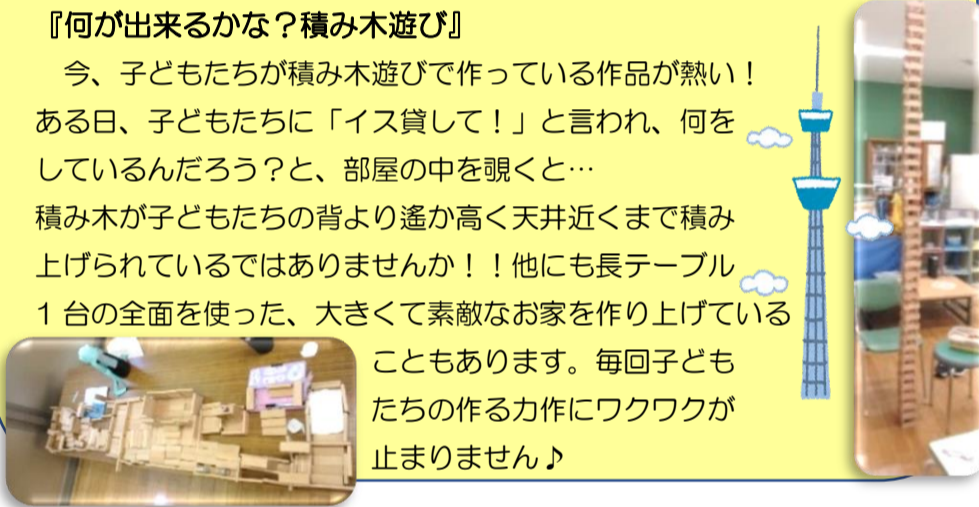 『何が出来るかな？積み木遊び』
今、子どもたちが積み木遊びで作っている作品が熱い！
ある日、子どもたちに「イス貸して！」と言われ、何を
しているんだろう？と、部屋の中を覗くと…
積み木が子どもたちの背より遙か高く天井近くまで積み
上げられているではありませんか！！他にも長テーブル
1台の全面を使った、大きくて素敵なお家を作り上げている
こともあります。毎回子ども
たちの作る力作にワクワクが
止まりません♪